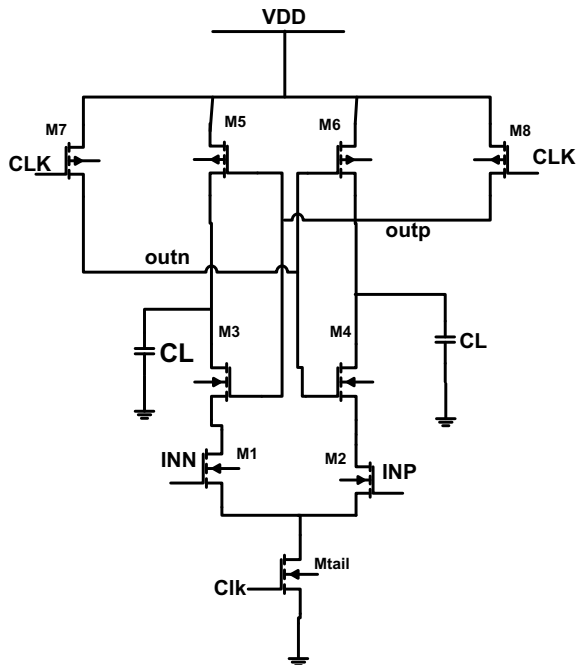 VDD
M7
M5
M6
M8
CLK
CLK
outn
outp
M3
M4
CL
CL
INN
M1
M2
INP
Mtail
Clk